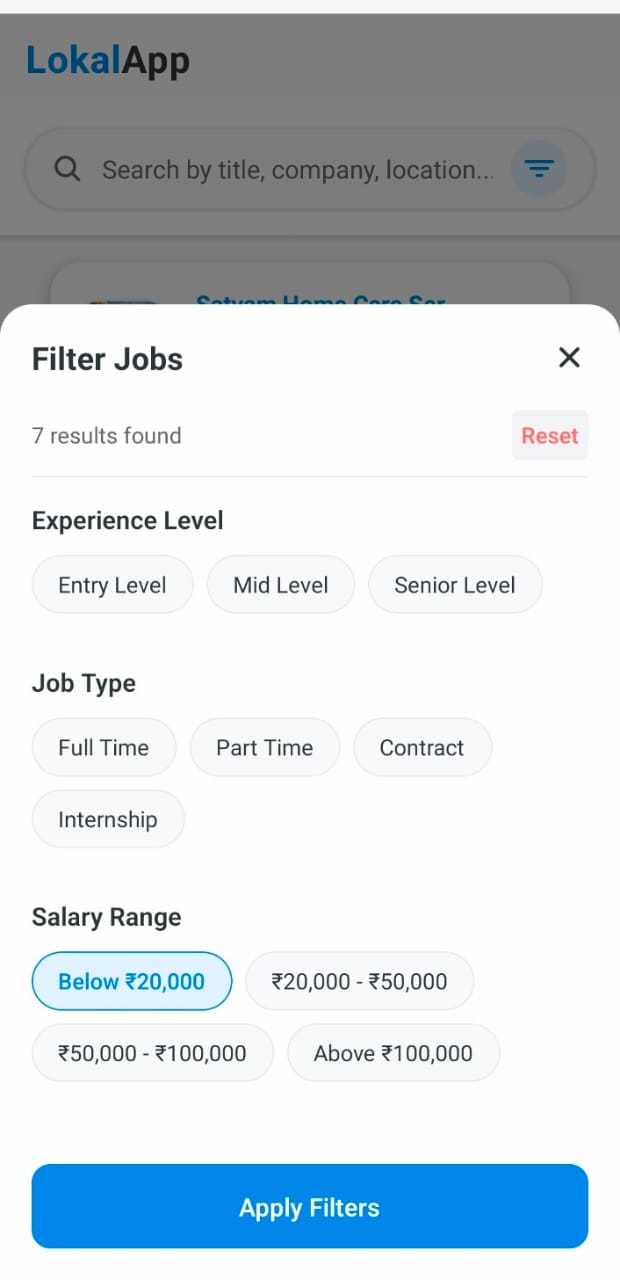 LokalApp
Search by title, company, location...
Satyam Home Care Ser
Filter Jobs
7 results found
Reset
Experience Level
Entry Level
Mid Level
Senior Level
Job Type
Full Time
Part Time
Contract
Internship
Salary Range
Below ₹20,000
₹20,000 - ₹50,000
₹50,000 - ₹100,000
Above ₹100,000
Apply Filters